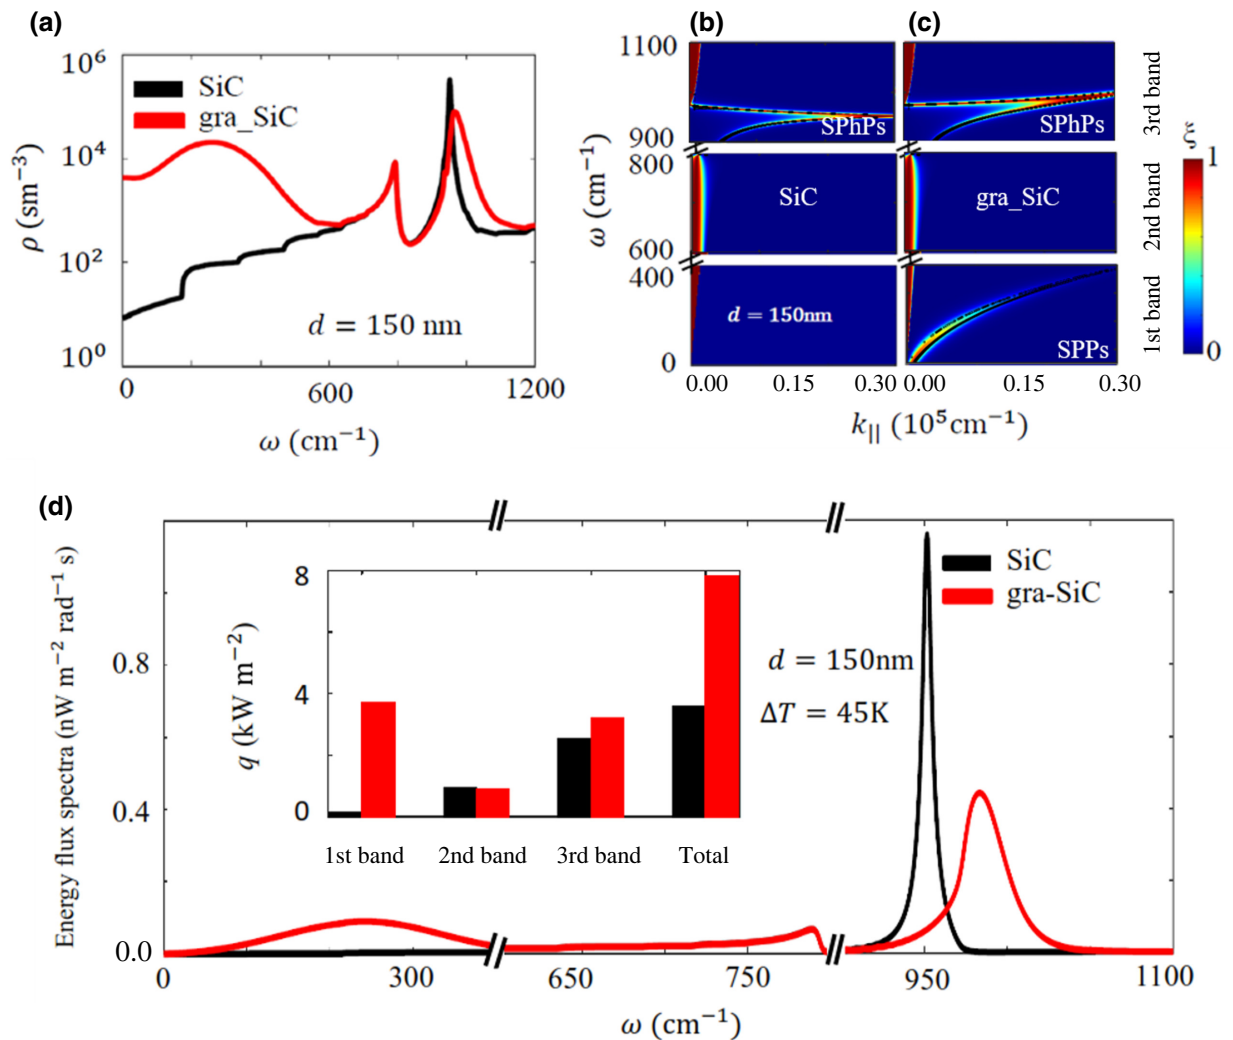 (a)
10⁶
10⁴
10²
10⁰
ρ (sm⁻³)
SiC
gra_SiC
d = 150 nm
0 600 1200
ω (cm⁻¹)
(b) (c)
1100
900
800
600
400
0
ω (cm⁻¹)
SPhPs
SPhPs
SiC
gra_SiC
d = 150nm
SPPs
3rd band
2nd band
1st band
ξ
1
0
0.00 0.15 0.30 0.00 0.15 0.30
k|| (10⁵cm⁻¹)
(d)
Energy flux spectra (nW m⁻² rad⁻¹ s)
0.8
0.4
0.0
8
4
0
q (kW m⁻²)
1st band 2nd band 3rd band Total
SiC
gra-SiC
d = 150nm
ΔT = 45K
0 300 650 750 950 1100
ω (cm⁻¹)